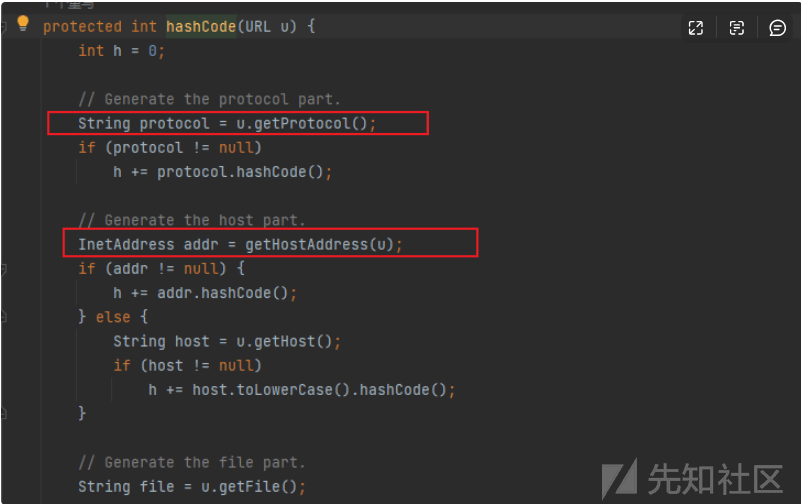 protected int hashCode(URL u) {
int h = 0;
// Generate the protocol part.
String protocol = u.getProtocol();
if (protocol != null)
h += protocol.hashCode();
// Generate the host part.
InetAddress addr = getHostAddress(u);
if (addr != null) {
h += addr.hashCode();
} else {
String host = u.getHost();
if (host != null)
h += host.toLowerCase().hashCode();
}
// Generate the file part.
String file = u.getFile();
先知社区